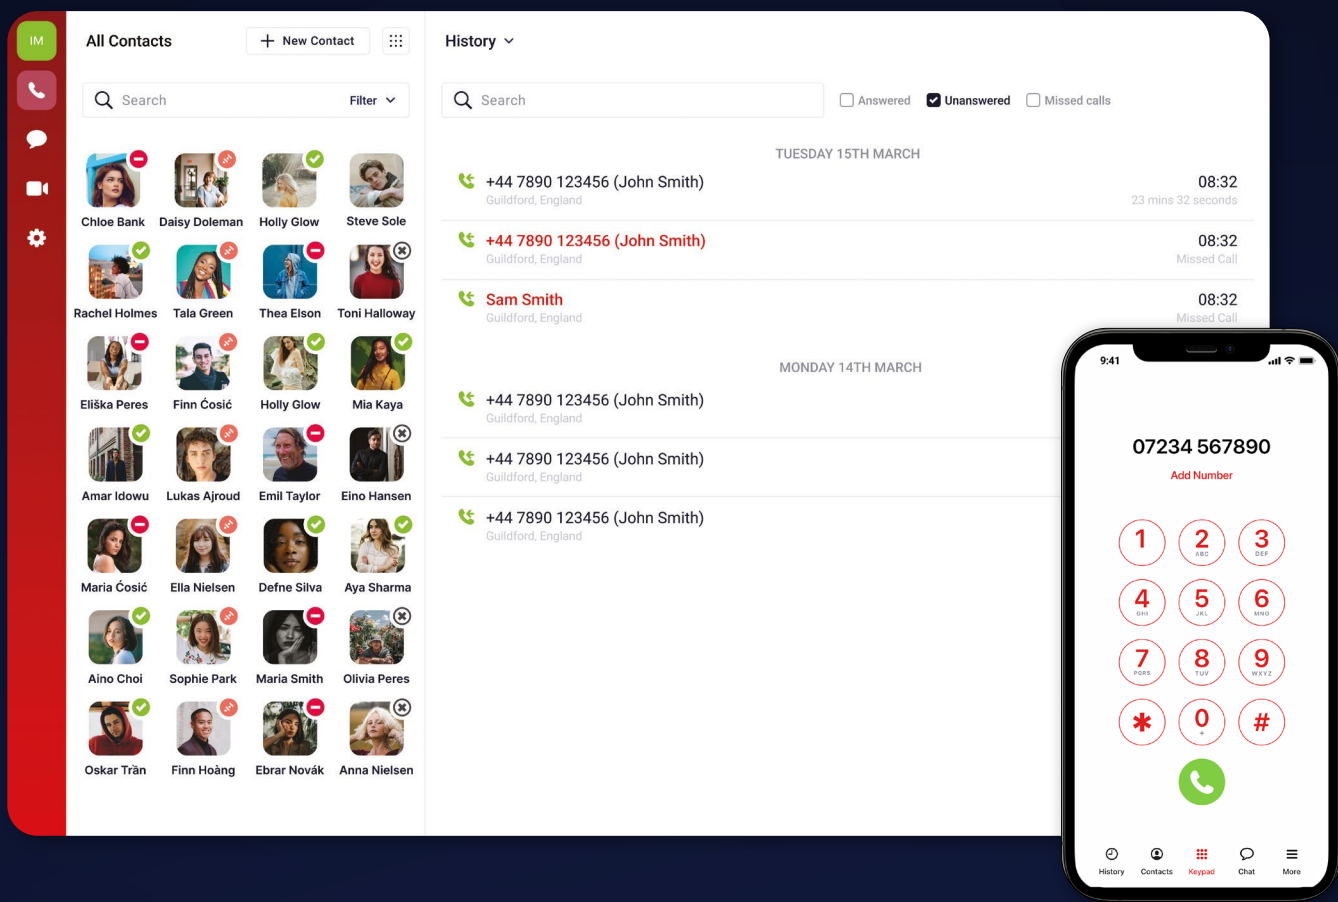 IM
All Contacts
New Contact
Search
Filter
Chloe Bank Daisy Doleman Holly Glow Steve Sole
Rachel Holmes Tala Green Thea Elson Toni Halloway
Eliška Peres Finn Ćosić Holly Glow Mia Kaya
Amar Idowu Lukas Ajroud Emil Taylor Eino Hansen
Maria Ćosić Ella Nielsen Defne Silva Aya Sharma
Aino Choi Sophie Park Maria Smith Olivia Peres
Oskar Trần Finn Hoàng Ebrar Novák Anna Nielsen
History
Search
Answered Unanswered Missed calls
TUESDAY 15TH MARCH
+44 7890 123456 (John Smith) 08:32
Guildford, England 23 mins 32 seconds
+44 7890 123456 (John Smith) 08:32
Guildford, England Missed Call
Sam Smith 08:32
Guildford, England Missed Call
MONDAY 14TH MARCH
+44 7890 123456 (John Smith)
Guildford, England
+44 7890 123456 (John Smith)
Guildford, England
+44 7890 123456 (John Smith)
Guildford, England
9:41
07234 567890
Add Number
1 2 3
ABC DEF
4 5 6
GHI JKL MNO
7 8 9
PQRS TUV WXYZ
* 0 #
+
History Contacts Keypad Chat More